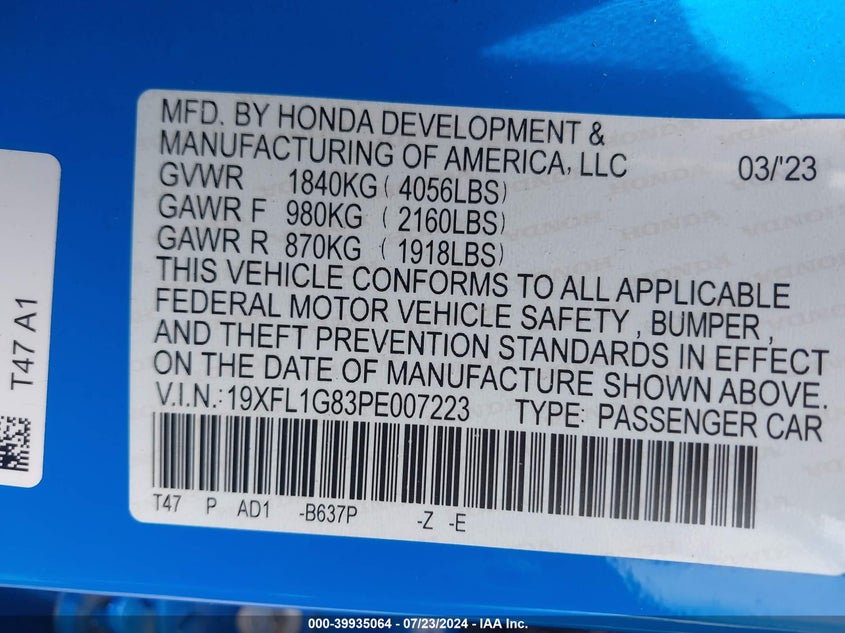 MFD. BY HONDA DEVELOPMENT &
MANUFACTURING OF AMERICA, LLC 03/'23
GVWR 1840KG ( 4056LBS)
GAWR F 980KG ( 2160LBS)
GAWR R 870KG ( 1918LBS)
THIS VEHICLE CONFORMS TO ALL APPLICABLE
FEDERAL MOTOR VEHICLE SAFETY , BUMPER ,
AND THEFT PREVENTION STANDARDS IN EFFECT
ON THE DATE OF MANUFACTURE SHOWN ABOVE.
V.I.N.: 19XFL1G83PE007223 TYPE: PASSENGER CAR
T47 P AD1 -B637P -Z -E
T47 A1
HONDA
000-39935064 / 07/23/2024 - IAA Inc.